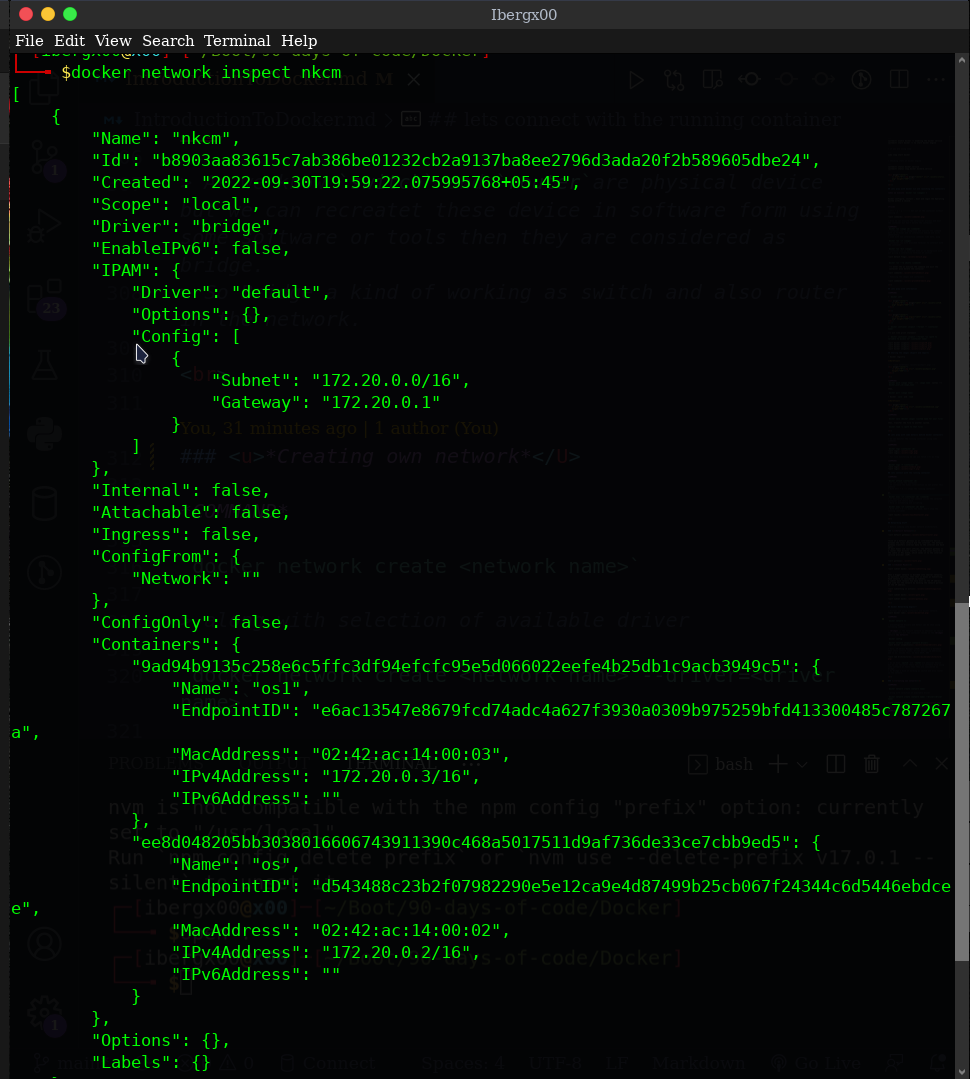 Ibergx00
File Edit View Search Terminal Help
$docker network inspect nkcm
[
{
"Name": "nkcm",
"Id": "b8903aa83615c7ab386be01232cb2a9137ba8ee2796d3ada20f2b589605dbe24",
"Created": "2022-09-30T19:59:22.075995768+05:45",
"Scope": "local",
"Driver": "bridge",
"EnableIPv6": false,
"IPAM": {
"Driver": "default",
"Options": {},
"Config": [
{
"Subnet": "172.20.0.0/16",
"Gateway": "172.20.0.1"
}
]
},
"Internal": false,
"Attachable": false,
"Ingress": false,
"ConfigFrom": {
"Network": ""
},
"ConfigOnly": false,
"Containers": {
"9ad94b9135c258e6c5ffc3df94efcfc95e5d066022eefe4b25db1c9acb3949c5": {
"Name": "os1",
"EndpointID": "e6ac13547e8679fcd74adc4a627f3930a0309b975259bfd413300485c787267
a",
"MacAddress": "02:42:ac:14:00:03",
"IPv4Address": "172.20.0.3/16",
"IPv6Address": ""
},
"ee8d048205bb3038016606743911390c468a5017511d9af736de33ce7cbb9ed5": {
"Name": "os",
"EndpointID": "d543488c23b2f07982290e5e12ca9e4d87499b25cb067f24344c6d5446ebdce
e",
"MacAddress": "02:42:ac:14:00:02",
"IPv4Address": "172.20.0.2/16",
"IPv6Address": ""
}
},
"Options": {},
"Labels": {}